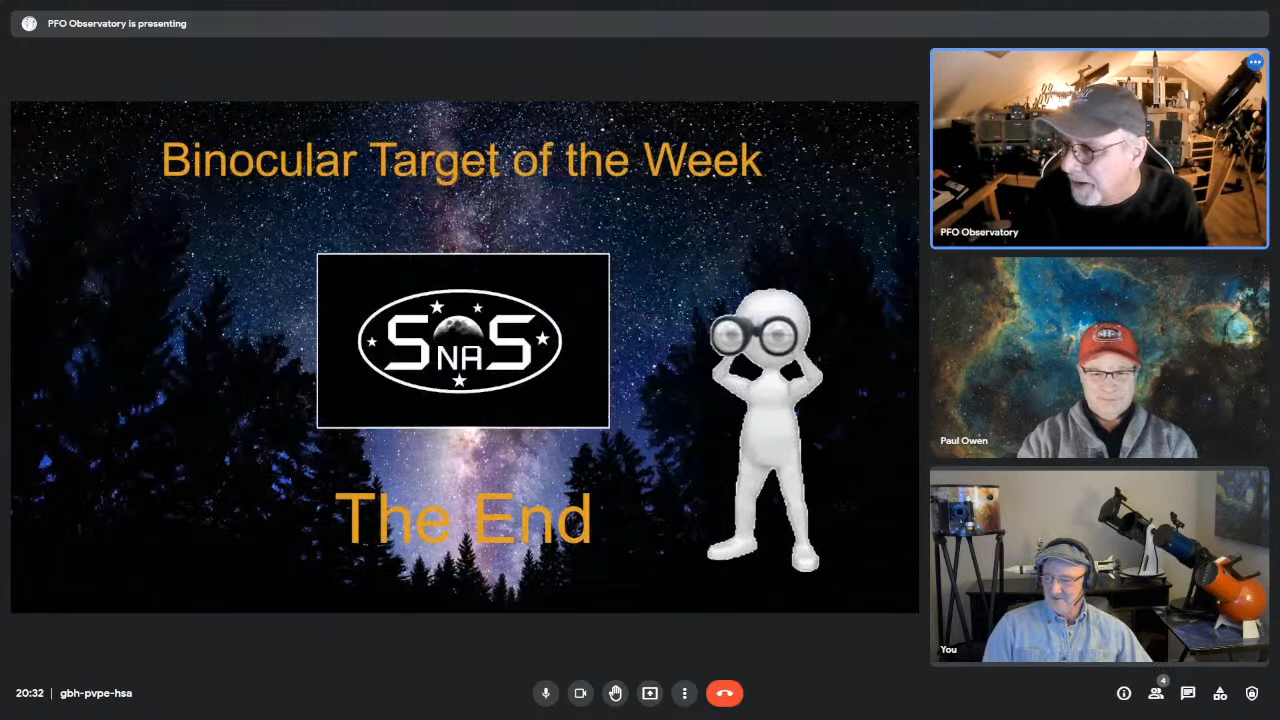 PFO Observatory is presenting
Binocular Target of the Week
SNAS
The End
PFO Observatory
Paul Owen
You
20:32 | gbh-pvpe-hsa
4